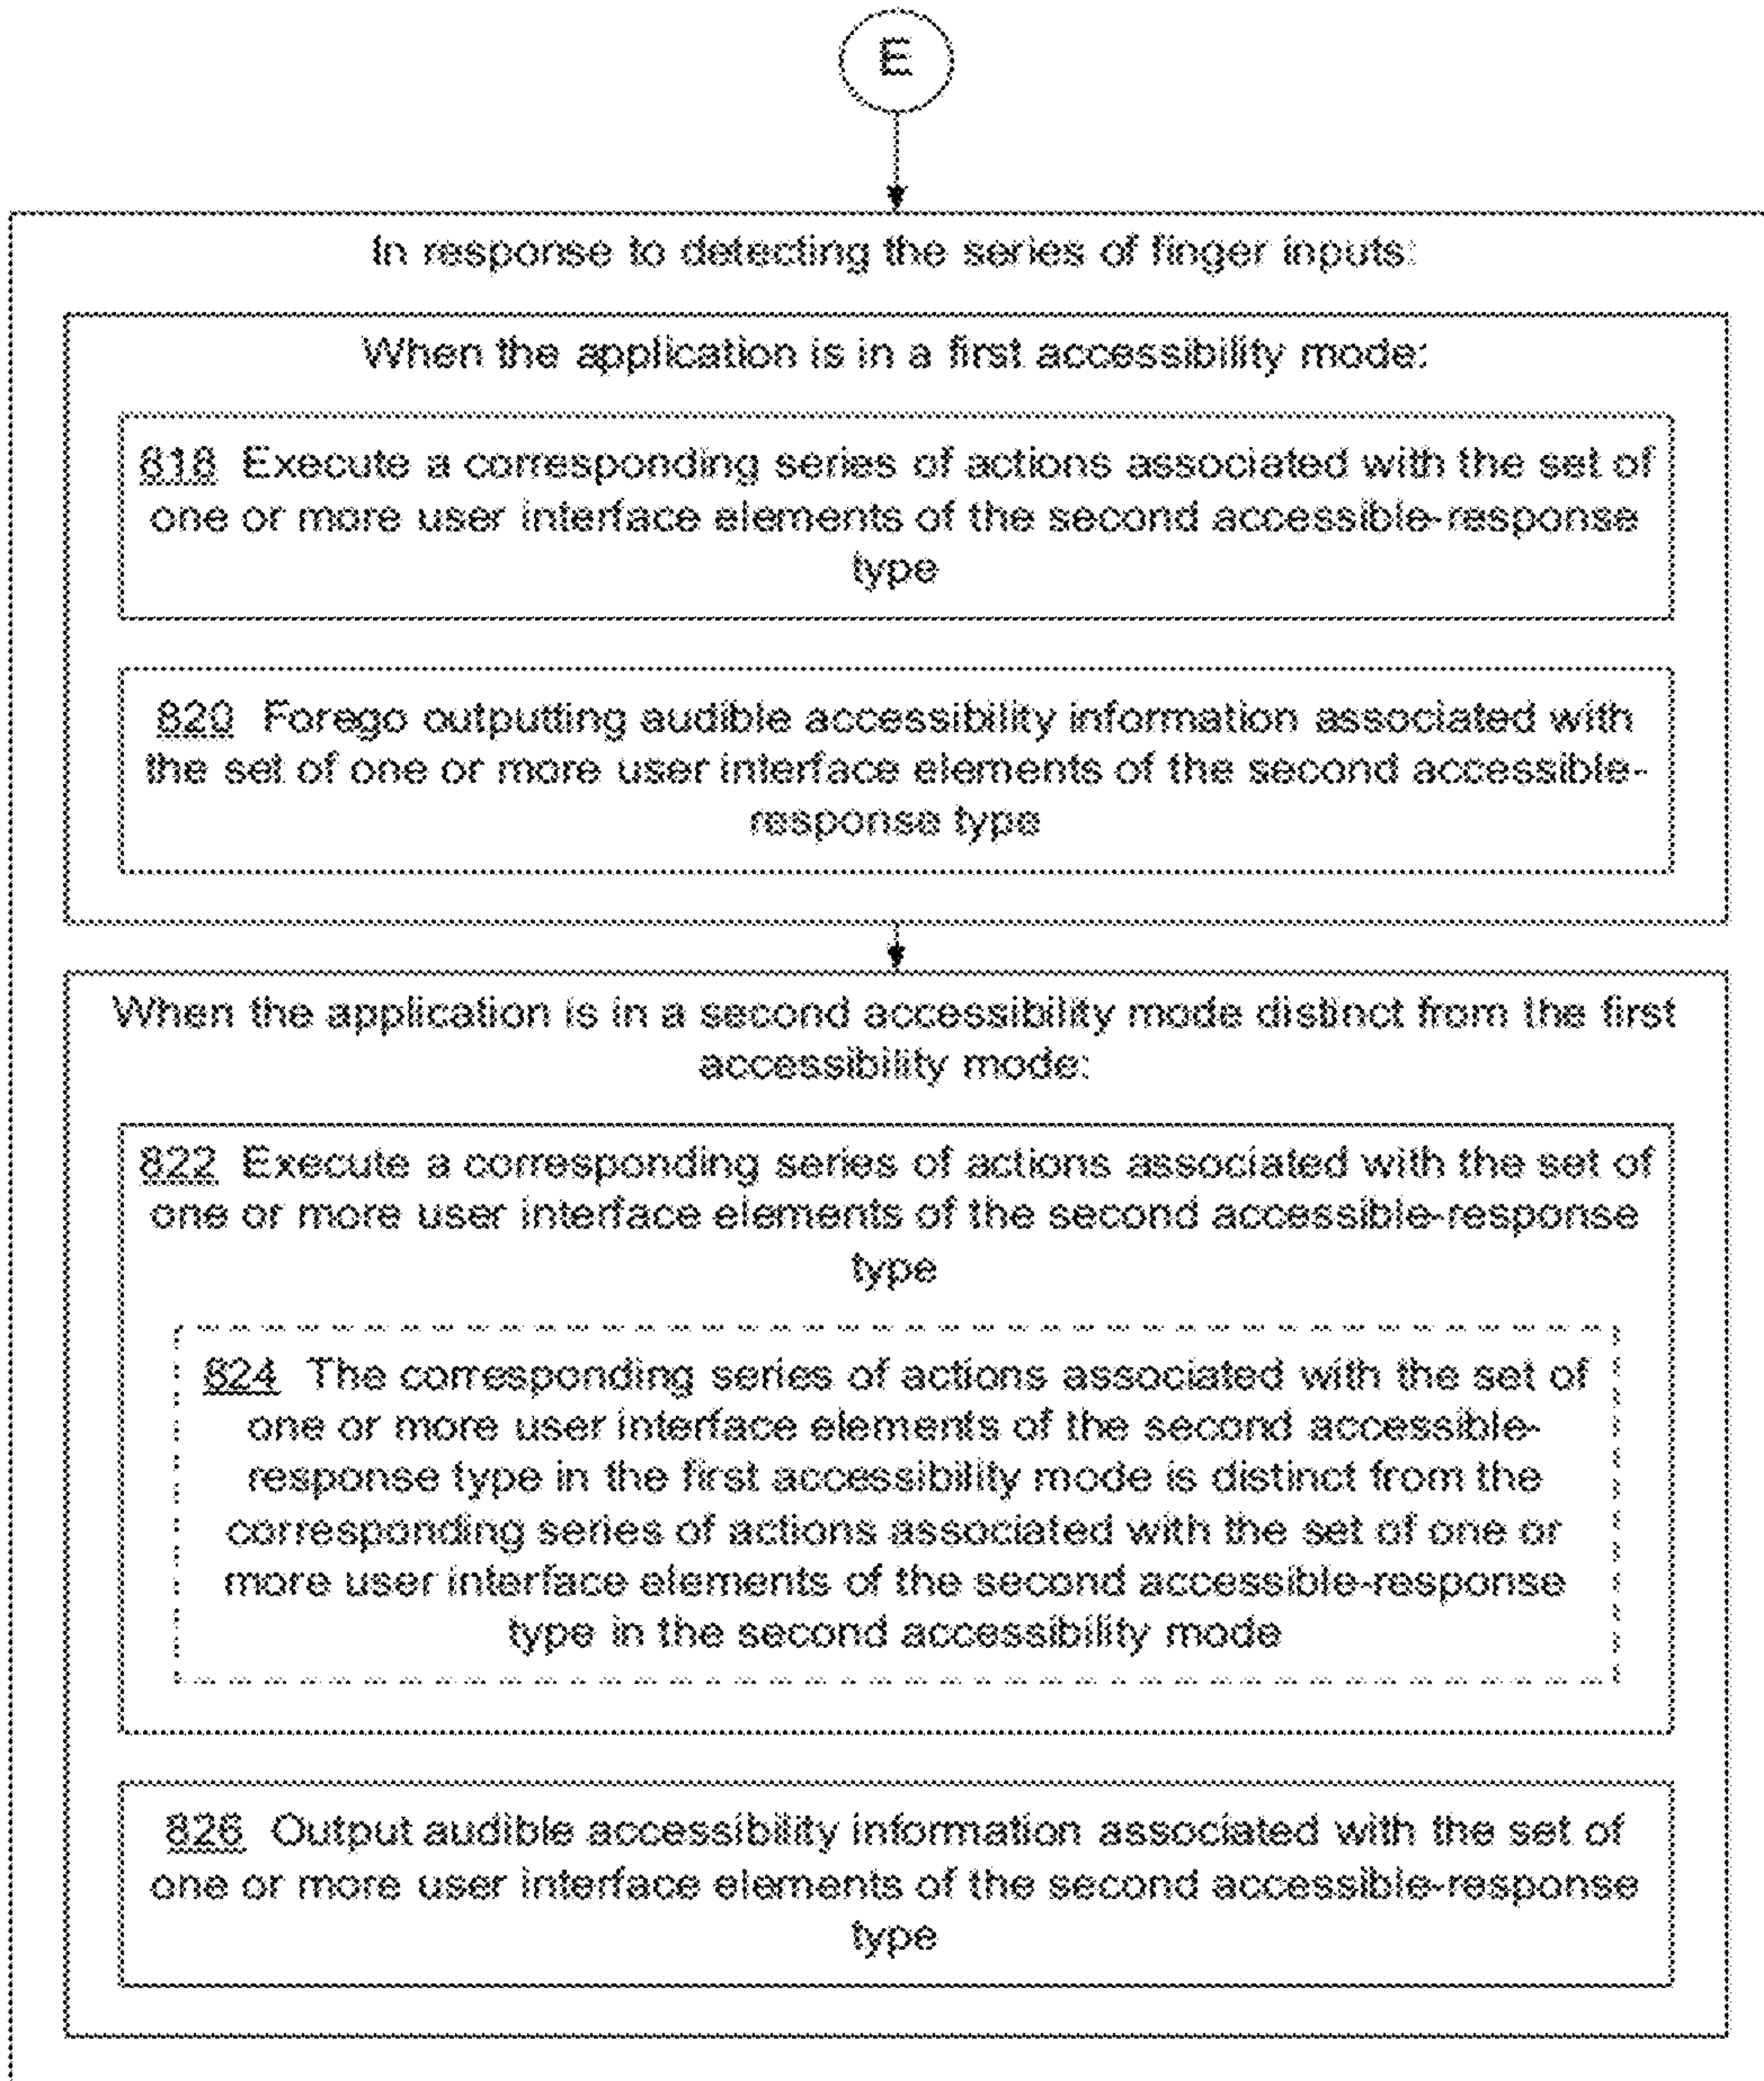 E
In response to detecting the series of finger inputs:
When the application is in a first accessibility mode:
818 Execute a corresponding series of actions associated with the set of
one or more user interface elements of the second accessible-response
type
820 Forego outputting audible accessibility information associated with
the set of one or more user interface elements of the second accessible-
response type
When the application is in a second accessibility mode distinct from the first
accessibility mode:
822 Execute a corresponding series of actions associated with the set of
one or more user interface elements of the second accessible-response
type
824 The corresponding series of actions associated with the set of
one or more user interface elements of the second accessible-
response type in the first accessibility mode is distinct from the
corresponding series of actions associated with the set of one or
more user interface elements of the second accessible-response
type in the second accessibility mode
826 Output audible accessibility information associated with the set of
one or more user interface elements of the second accessible-response
type